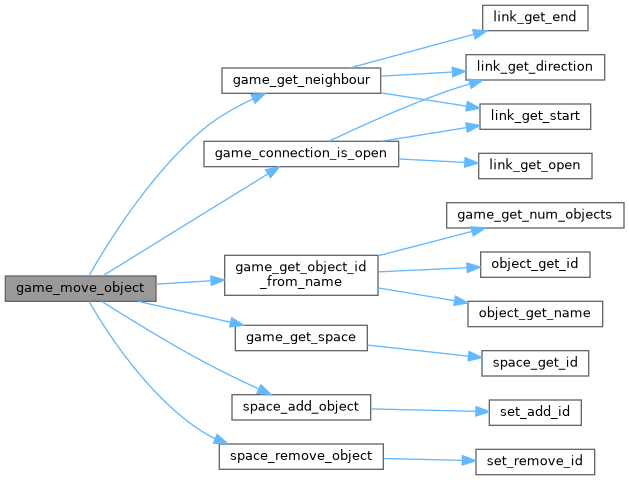 game_move_object
game_get_neighbour
game_connection_is_open
game_get_object_id
_from_name
game_get_space
space_add_object
space_remove_object
link_get_end
link_get_direction
link_get_start
link_get_open
game_get_num_objects
object_get_id
object_get_name
space_get_id
set_add_id
set_remove_id